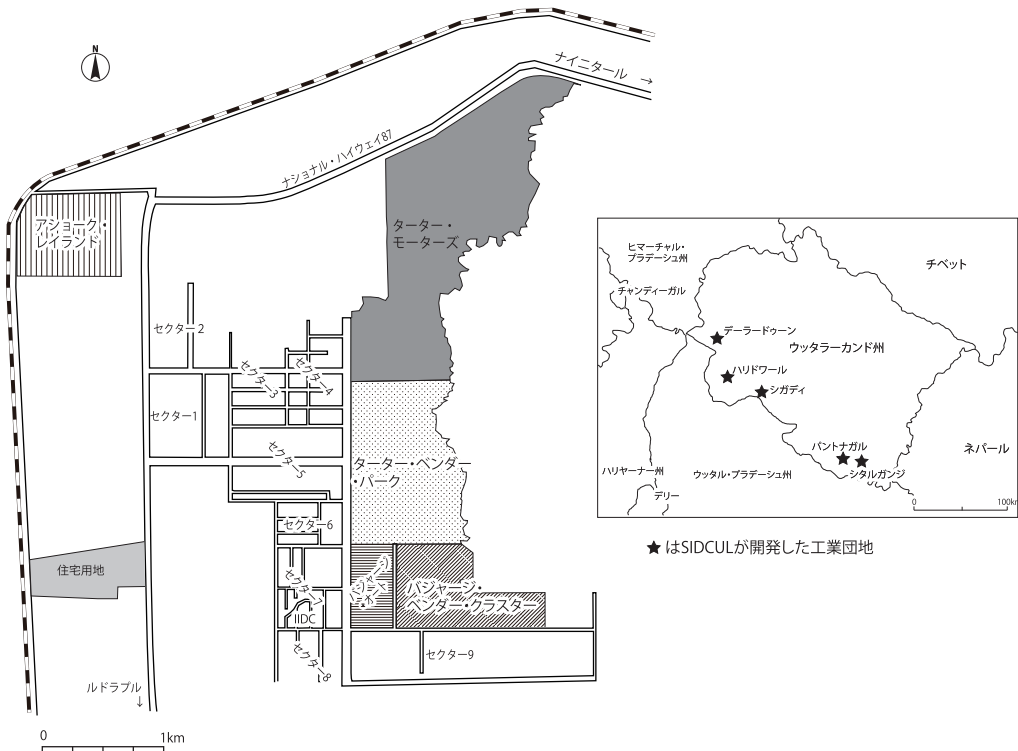 N
ナイニタール →
ナショナル・ハイウェイ87
アショーク・
レイランド
ターター・
モーターズ
セクター2
セクター3
セクター4
セクター1
セクター5
ターター・ベンダー
・パーク
セクター6
住宅用地
セクター7
バジャージ・
ベンダー・クラスター
IIDC
セクター8
セクター9
ルドラプル
↓
0 1km
ヒマーチャル・
プラデーシュ州
チベット
チャンディーガル
デーラードゥーン
ウッタラーカンド州
ハリドワール
シガディ
パントナガル
シタルガンジ
ネパール
ハリヤーナー州
ウッタル・プラデーシュ州
デリー
0 100km
★ はSIDCULが開発した工業団地